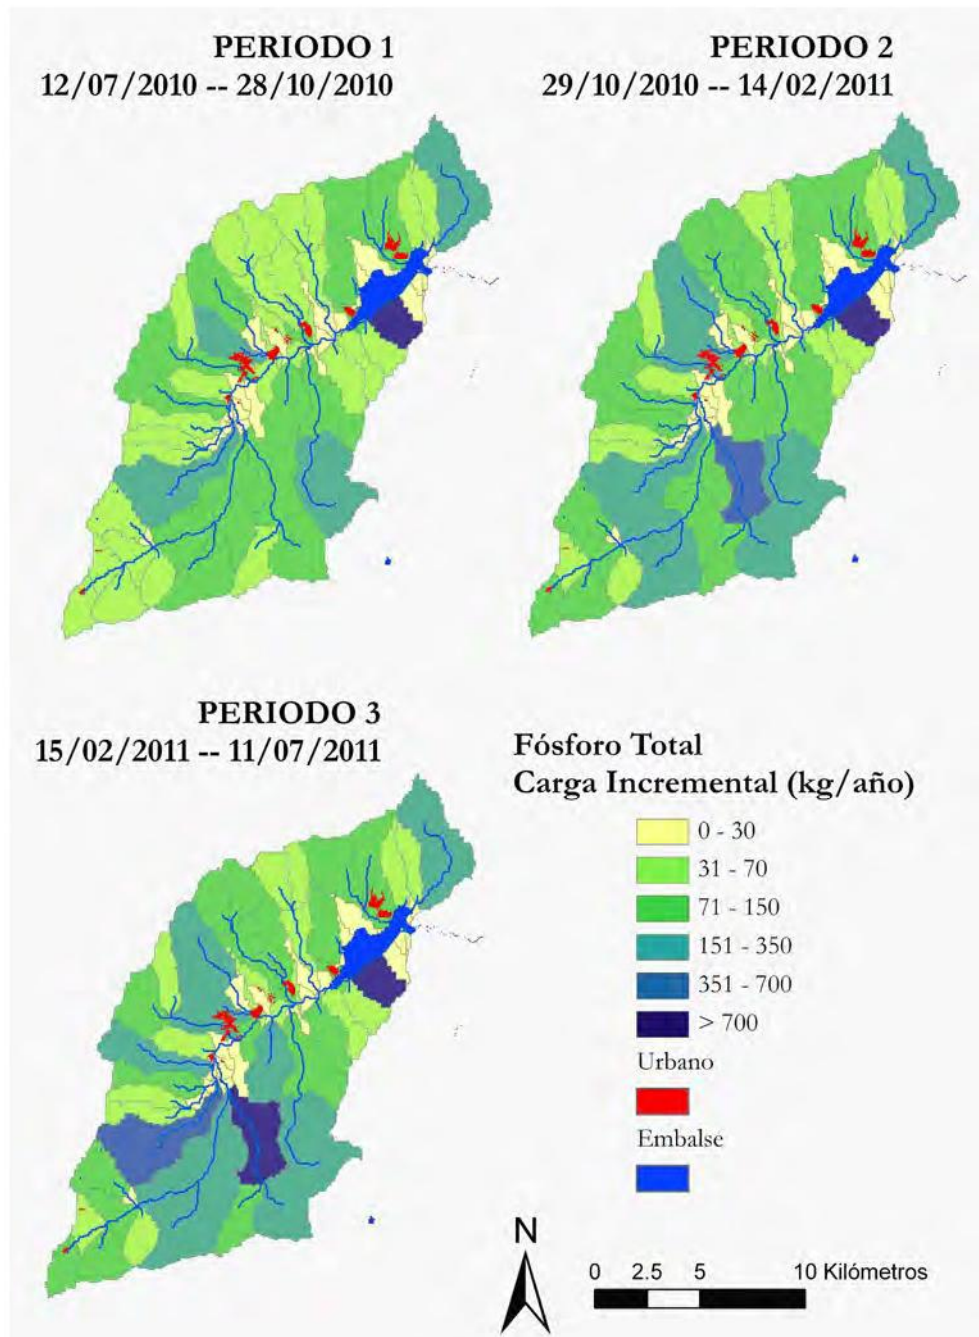 PERIODO 1
12/07/2010 -- 28/10/2010
PERIODO 2
29/10/2010 -- 14/02/2011
PERIODO 3
15/02/2011 -- 11/07/2011
Fósforo Total
Carga Incremental (kg/año)
0 - 30
31 - 70
71 - 150
151 - 350
351 - 700
> 700
Urbano
Embalse
N
0 2.5 5 10 Kilómetros